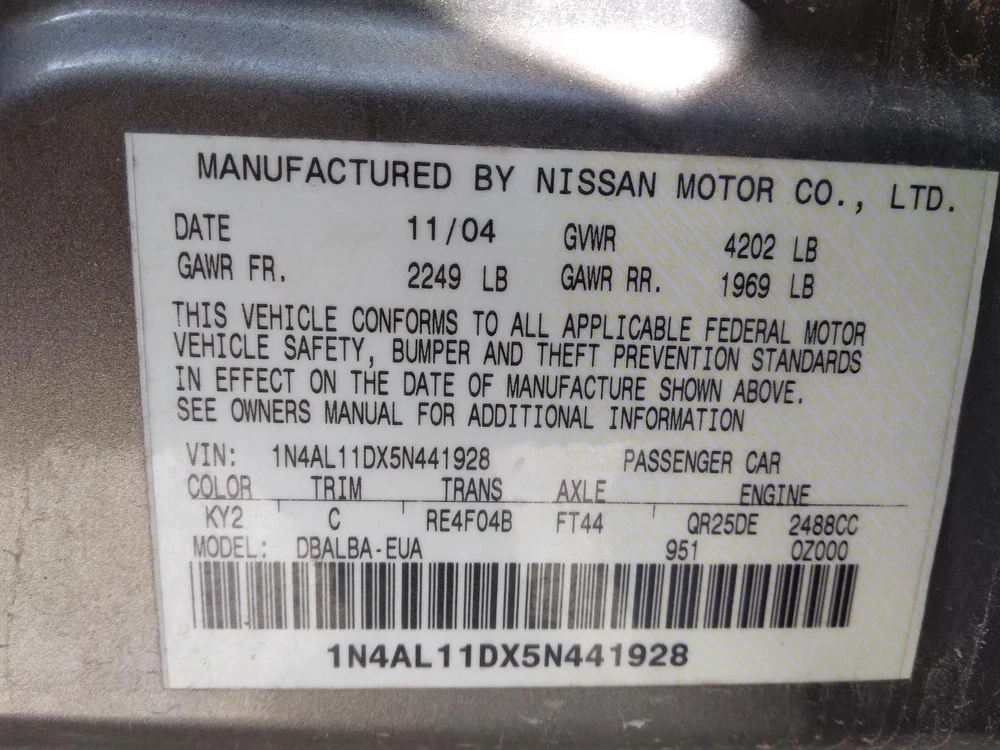 MANUFACTURED BY NISSAN MOTOR CO., LTD.
DATE 11/04 GVWR 4202 LB
GAWR FR. 2249 LB GAWR RR. 1969 LB
THIS VEHICLE CONFORMS TO ALL APPLICABLE FEDERAL MOTOR
VEHICLE SAFETY, BUMPER AND THEFT PREVENTION STANDARDS
IN EFFECT ON THE DATE OF MANUFACTURE SHOWN ABOVE.
SEE OWNERS MANUAL FOR ADDITIONAL INFORMATION
VIN: 1N4AL11DX5N441928 PASSENGER CAR
COLOR TRIM TRANS AXLE ENGINE
KY2 C RE4F04B FT44 QR25DE 2488CC
MODEL: DBALBA-EUA 951 0Z000
1N4AL11DX5N441928